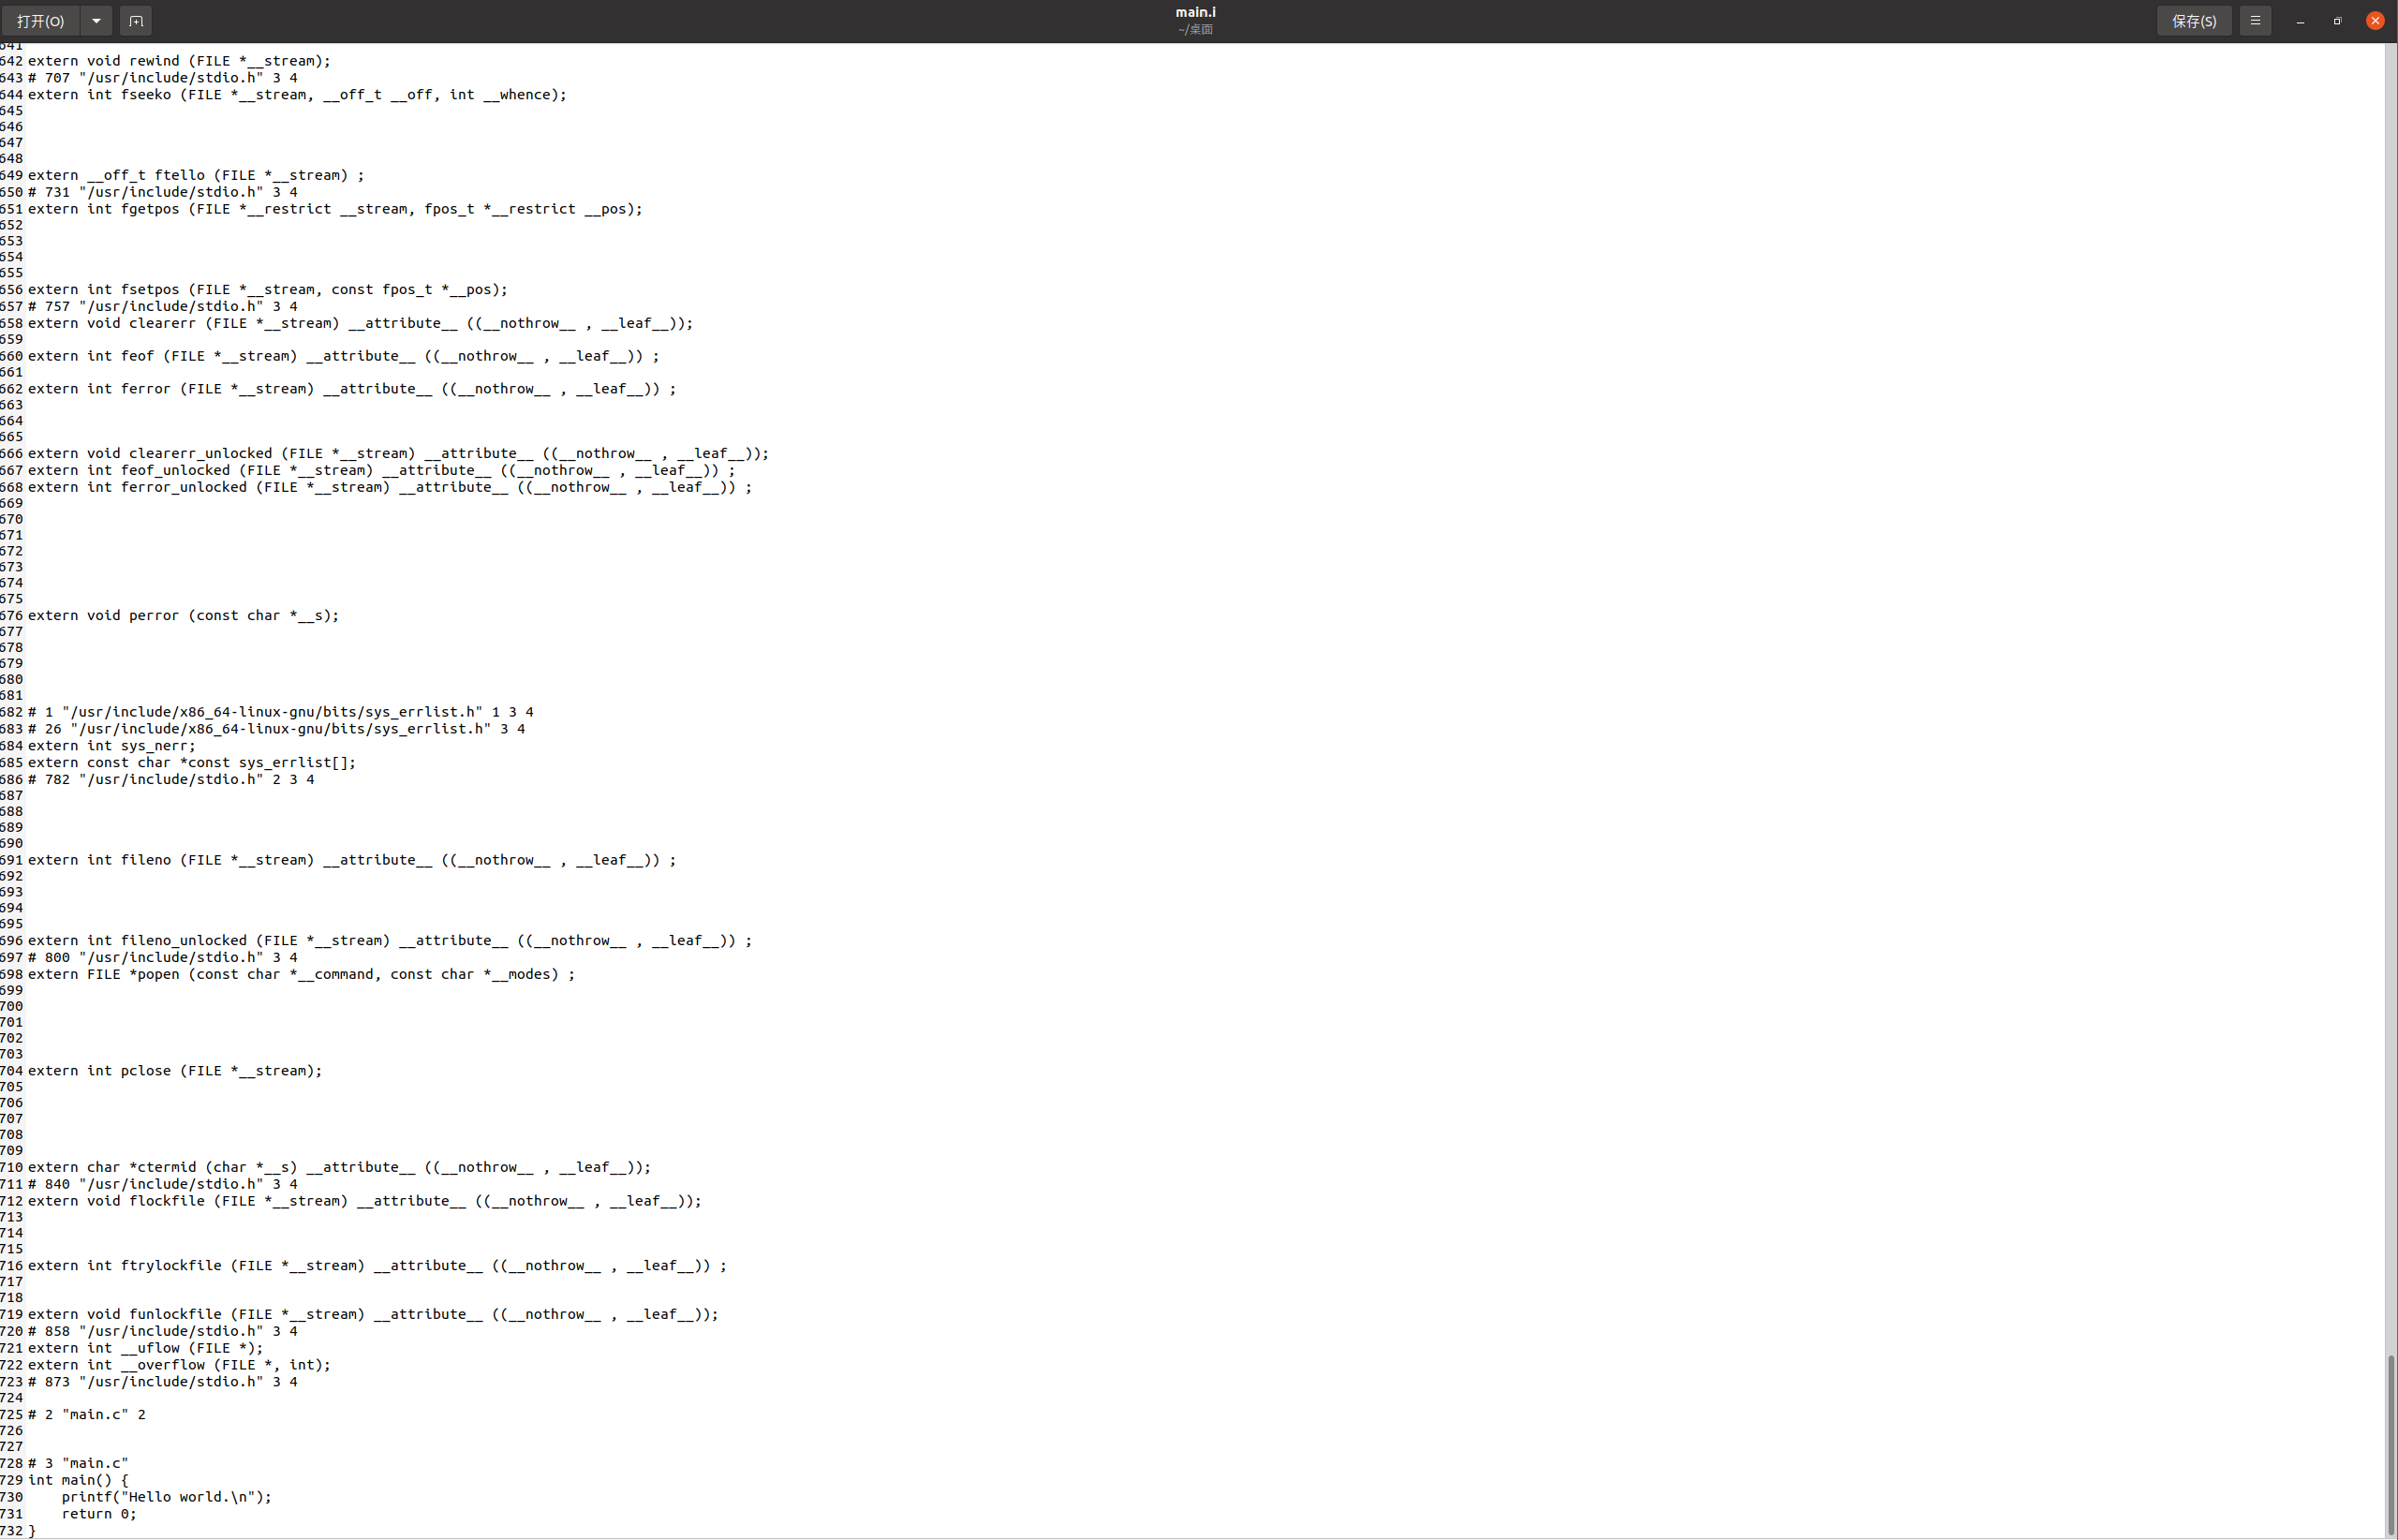 打开(O)
main.i
~/桌面
保存(S)
641
642 extern void rewind (FILE *__stream);
643 # 707 "/usr/include/stdio.h" 3 4
644 extern int fseeko (FILE *__stream, __off_t __off, int __whence);
645
646
647
648
649 extern __off_t ftello (FILE *__stream) ;
650 # 731 "/usr/include/stdio.h" 3 4
651 extern int fgetpos (FILE *__restrict __stream, fpos_t *__restrict __pos);
652
653
654
655
656 extern int fsetpos (FILE *__stream, const fpos_t *__pos);
657 # 757 "/usr/include/stdio.h" 3 4
658 extern void clearerr (FILE *__stream) __attribute__ ((__nothrow__ , __leaf__));
659
660 extern int feof (FILE *__stream) __attribute__ ((__nothrow__ , __leaf__)) ;
661
662 extern int ferror (FILE *__stream) __attribute__ ((__nothrow__ , __leaf__)) ;
663
664
665
666 extern void clearerr_unlocked (FILE *__stream) __attribute__ ((__nothrow__ , __leaf__));
667 extern int feof_unlocked (FILE *__stream) __attribute__ ((__nothrow__ , __leaf__)) ;
668 extern int ferror_unlocked (FILE *__stream) __attribute__ ((__nothrow__ , __leaf__)) ;
669
670
671
672
673
674
675
676 extern void perror (const char *__s);
677
678
679
680
681
682 # 1 "/usr/include/x86_64-linux-gnu/bits/sys_errlist.h" 1 3 4
683 # 26 "/usr/include/x86_64-linux-gnu/bits/sys_errlist.h" 3 4
684 extern int sys_nerr;
685 extern const char *const sys_errlist[];
686 # 782 "/usr/include/stdio.h" 2 3 4
687
688
689
690
691 extern int fileno (FILE *__stream) __attribute__ ((__nothrow__ , __leaf__)) ;
692
693
694
695
696 extern int fileno_unlocked (FILE *__stream) __attribute__ ((__nothrow__ , __leaf__)) ;
697 # 800 "/usr/include/stdio.h" 3 4
698 extern FILE *popen (const char *__command, const char *__modes) ;
699
700
701
702
703
704 extern int pclose (FILE *__stream);
705
706
707
708
709
710 extern char *ctermid (char *__s) __attribute__ ((__nothrow__ , __leaf__));
711 # 840 "/usr/include/stdio.h" 3 4
712 extern void flockfile (FILE *__stream) __attribute__ ((__nothrow__ , __leaf__));
713
714
715
716 extern int ftrylockfile (FILE *__stream) __attribute__ ((__nothrow__ , __leaf__)) ;
717
718
719 extern void funlockfile (FILE *__stream) __attribute__ ((__nothrow__ , __leaf__));
720 # 858 "/usr/include/stdio.h" 3 4
721 extern int __uflow (FILE *);
722 extern int __overflow (FILE *, int);
723 # 873 "/usr/include/stdio.h" 3 4
724
725 # 2 "main.c" 2
726
727
728 # 3 "main.c"
729 int main() {
730     printf("Hello world.\n");
731     return 0;
732 }